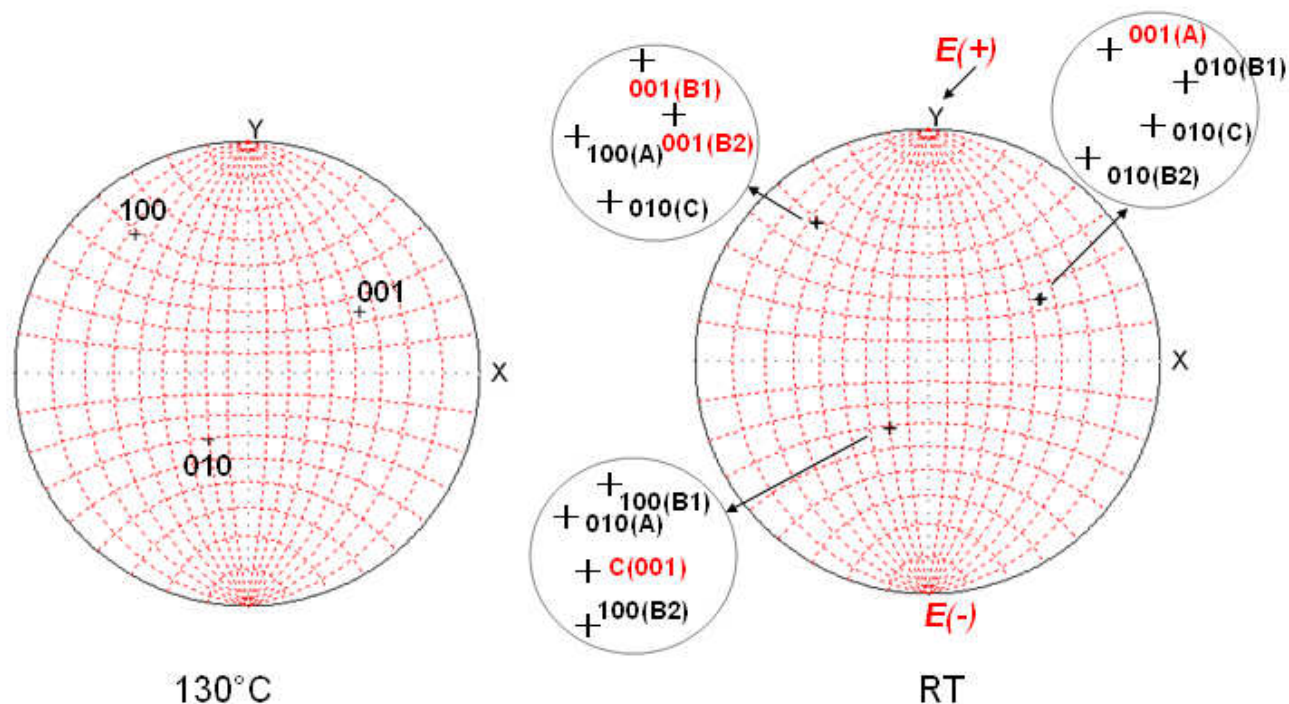 Y
100
001
X
010
130°C
E(+)
Y
001(B1)
001(B2)
100(A)
010(C)
001(A)
010(B1)
010(C)
010(B2)
X
100(B1)
010(A)
C(001)
100(B2)
E(-)
RT